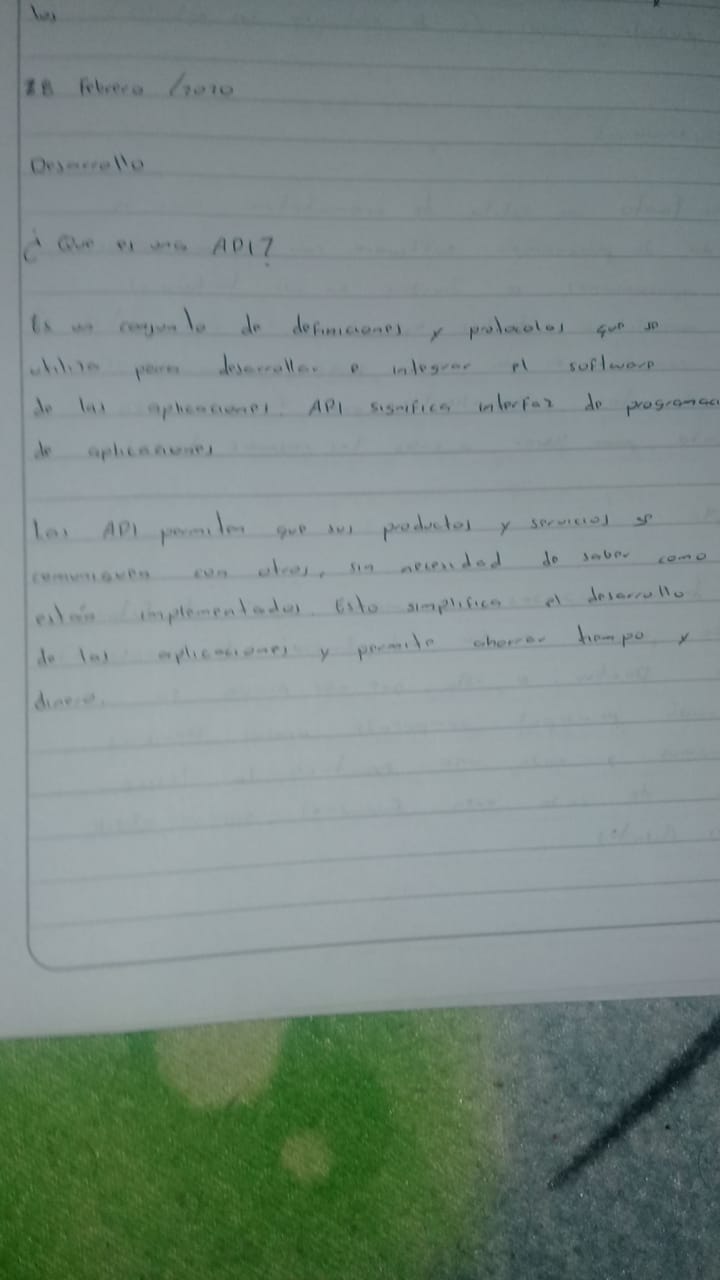 28 Febrero /2020
Desarrollo
¿ Que es una API?
Es un conjunto de definiciones y protocolos que se
utiliza para desarrollar e integrar el software
de las aplicaciones. API significa interfaz de programac
de aplicaciones
Las API permiten que sus productos y servicios se
comuniquen con otros, sin necesidad de saber como
están implementados. Esto simplifica el desarrollo
de las aplicaciones y permite ahorrar tiempo y
dinero.